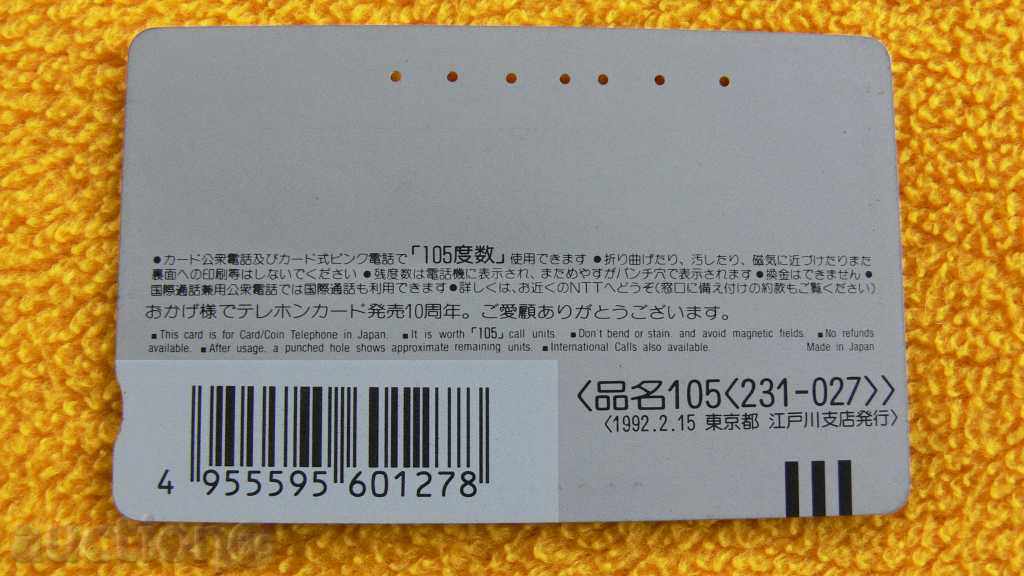 ●カード公衆電話及びカード式ピンク電話で「105度数」使用できます ●折り曲げたり、汚したり、磁気に近づけたりまた
裏面への印刷等はしないでください ●残度数は電話機に表示され、まためやすがパンチ穴で表示されます ●換金はできません ●
国際通話兼用公衆電話では国際通話も利用できます ●詳しくは、お近くのNTTへどうぞ(窓口に備え付けの約款もご覧ください)
おかげ様でテレホンカード発売10周年。ご愛顧ありがとうございます。
■This card is for Card/Coin Telephone in Japan. ■It is worth「105」call units. ■Don't bend or stain, and avoid magnetic fields. ■No refunds
available. ■After usage, a punched hole shows approximate remaining units. ■International Calls also available. Made in Japan
〈品名105〈231-027〉〉
〈1992.2.15 東京都 江戸川支店発行〉
4 955595 601278